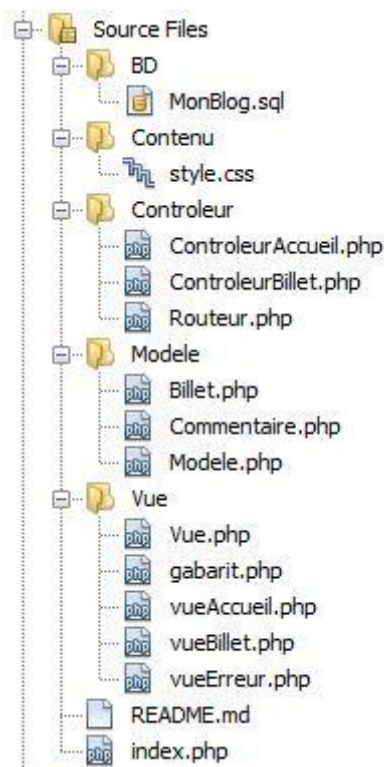 Source Files
BD
MonBlog.sql
Contenu
style.css
Controleur
ControleurAccueil.php
ControleurBillet.php
Routeur.php
Modele
Billet.php
Commentaire.php
Modele.php
Vue
Vue.php
gabarit.php
vueAccueil.php
vueBillet.php
vueErreur.php
README.md
index.php